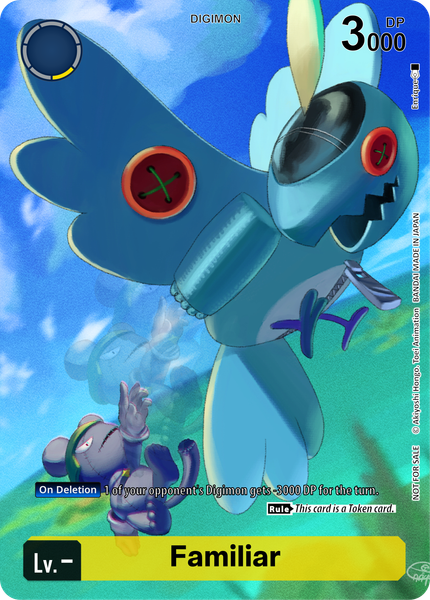 DIGIMON
DP
3000
Enrique
NOT FOR SALE © Akiyoshi Hongo, Toei Animation BANDAI MADE IN JAPAN
On Deletion 1 of your opponent's Digimon gets -3000 DP for the turn.
Rule This card is a Token card.
Lv.-
Familiar